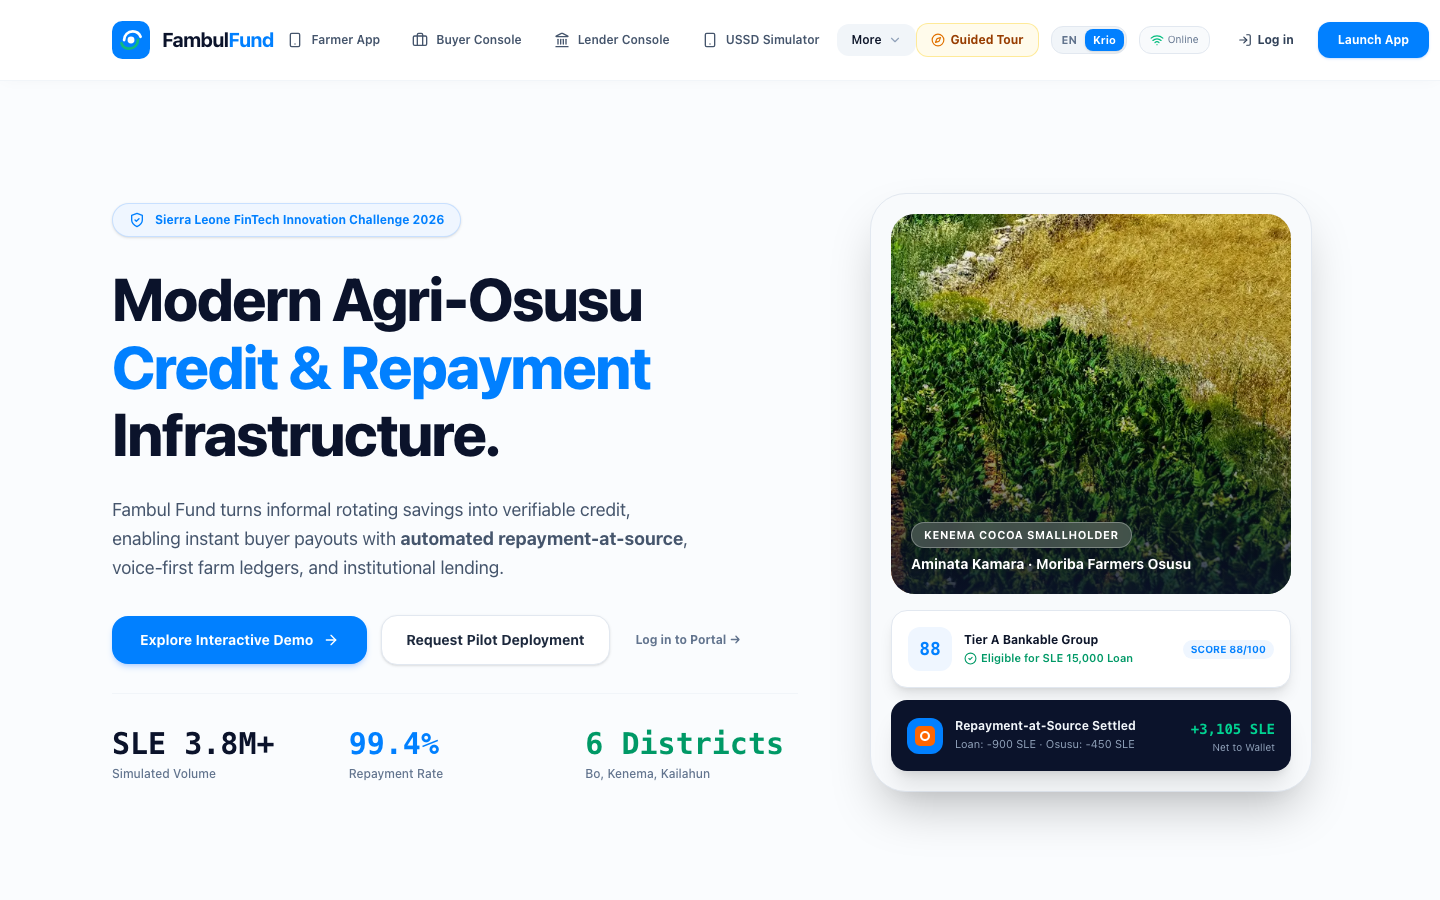 FambulFund
Farmer App
Buyer Console
Lender Console
USSD Simulator
More
Guided Tour
EN
Krio
Online
Log in
Launch App
Sierra Leone FinTech Innovation Challenge 2026
Modern Agri-Osusu
Credit & Repayment
Infrastructure.
Fambul Fund turns informal rotating savings into verifiable credit,
enabling instant buyer payouts with automated repayment-at-source,
voice-first farm ledgers, and institutional lending.
Explore Interactive Demo →
Request Pilot Deployment
Log in to Portal →
SLE 3.8M+
Simulated Volume
99.4%
Repayment Rate
6 Districts
Bo, Kenema, Kailahun
KENEMA COCOA SMALLHOLDER
Aminata Kamara · Moriba Farmers Osusu
88
Tier A Bankable Group
Eligible for SLE 15,000 Loan
SCORE 88/100
Repayment-at-Source Settled
Loan: -900 SLE · Osusu: -450 SLE
+3,105 SLE
Net to Wallet